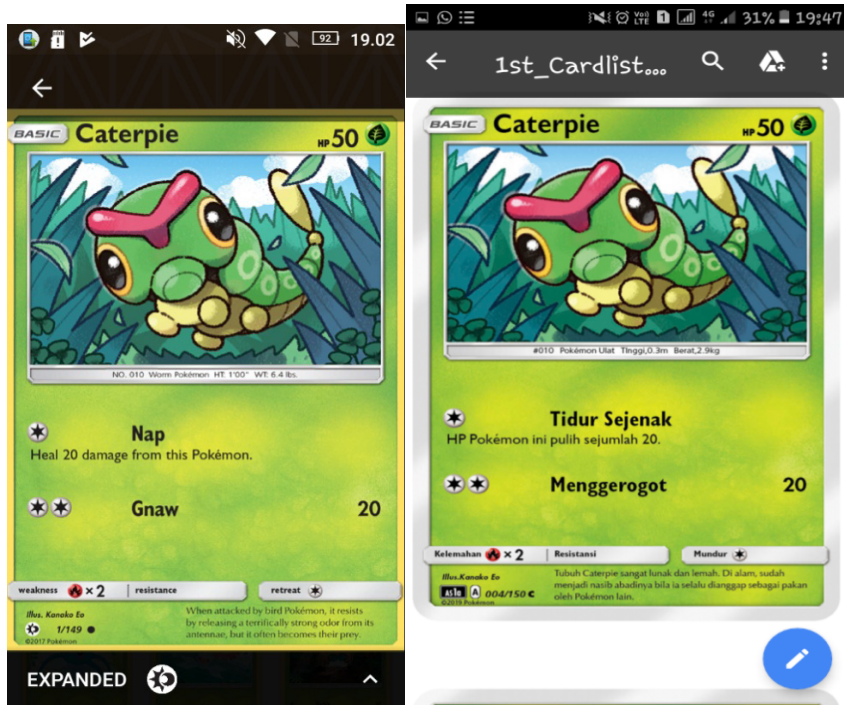 92 19.02
BASIC Caterpie HP 50
NO. 010 Worm Pokémon HT: 1'00" WT: 6.4 lbs.
Nap
Heal 20 damage from this Pokémon.
Gnaw 20
weakness × 2 resistance retreat
Illus. Kanako Eo
1/149
©2017 Pokémon
When attacked by bird Pokémon, it resists
by releasing a terrifically strong odor from its
antennae, but it often becomes their prey.
EXPANDED
Vo)) LTE 1 4G 31% 19:47
1st_Cardlist...
BASIC Caterpie HP 50
#010 Pokémon Ulat Tinggi,0.3m Berat,2.9kg
Tidur Sejenak
HP Pokémon ini pulih sejumlah 20.
Menggerogot 20
Kelemahan × 2 Resistansi Mundur
Illus.Kanako Eo
A 004/150 C
©2019 Pokémon
Tubuh Caterpie sangat lunak dan lemah. Di alam, sudah
menjadi nasib abadinya bila ia selalu dianggap sebagai pakan
oleh Pokémon lain.